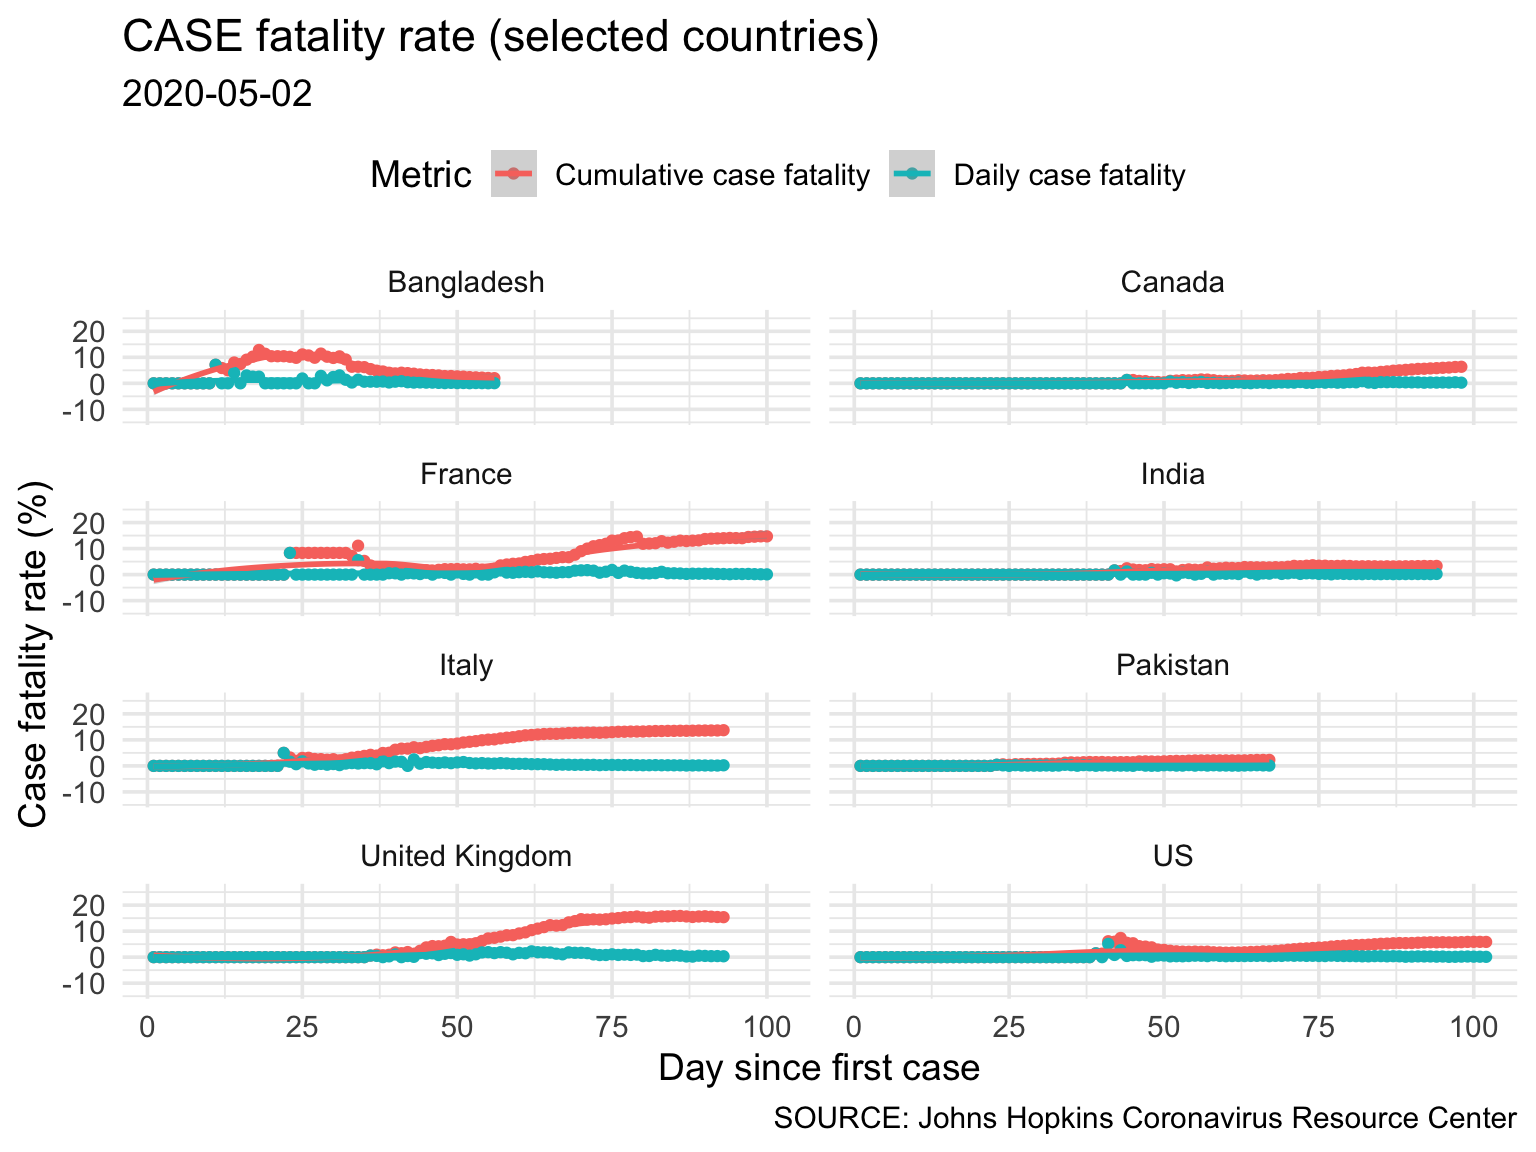 CASE fatality rate (selected countries)
2020-05-02
Metric Cumulative case fatality Daily case fatality
Bangladesh Canada
20
10
0
-10
France India
20
10
0
-10
Italy Pakistan
20
10
0
-10
United Kingdom US
20
10
0
-10
0 25 50 75 100 0 25 50 75 100
Case fatality rate (%)
Day since first case
SOURCE: Johns Hopkins Coronavirus Resource Center